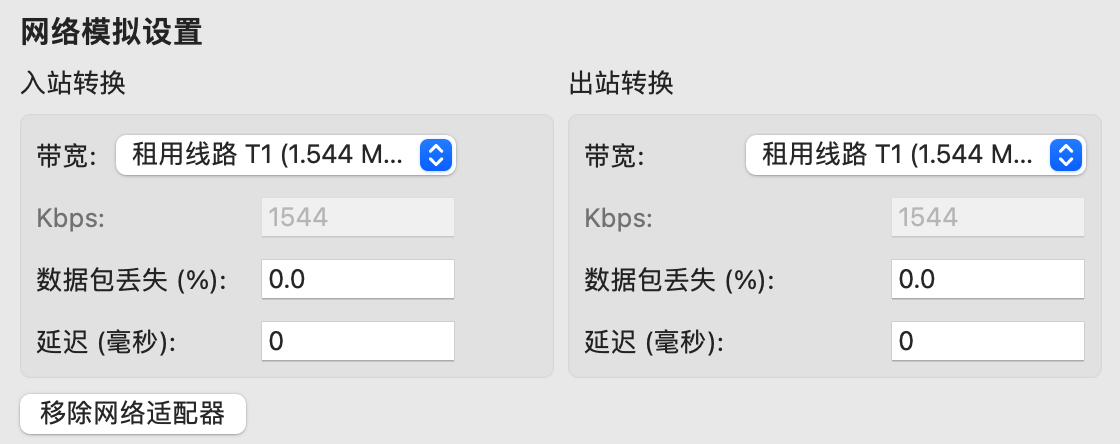 网络模拟设置
入站转换
出站转换
带宽: 租用线路 T1 (1.544 M...
Kbps: 1544
数据包丢失 (%): 0.0
延迟 (毫秒): 0
带宽: 租用线路 T1 (1.544 M...
Kbps: 1544
数据包丢失 (%): 0.0
延迟 (毫秒): 0
移除网络适配器